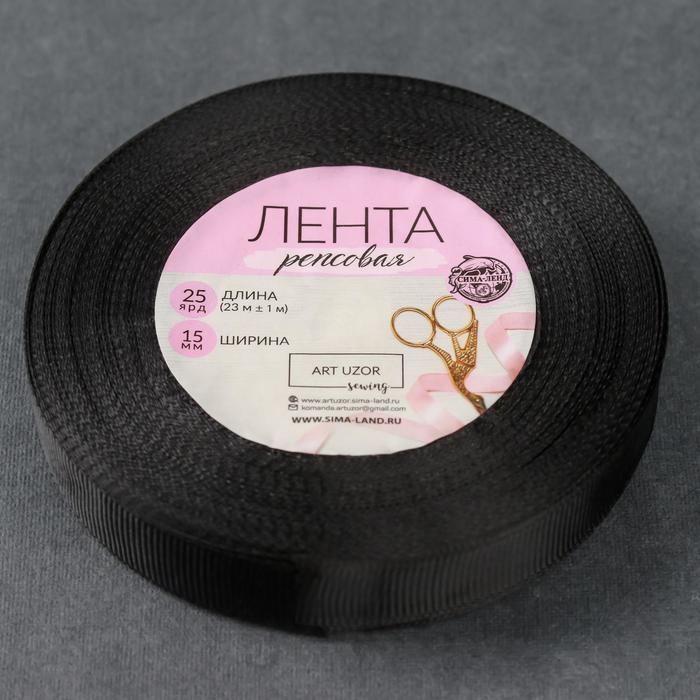 ЛЕНТА
репсовая
СИМА-ЛЕНД
25 ЯРД ДЛИНА
(23 м ± 1 м)
15 ММ ШИРИНА
ART UZOR
sewing
www.artuzor.sima-land.ru
komanda.artuzor@gmail.com
WWW.SIMA-LAND.RU